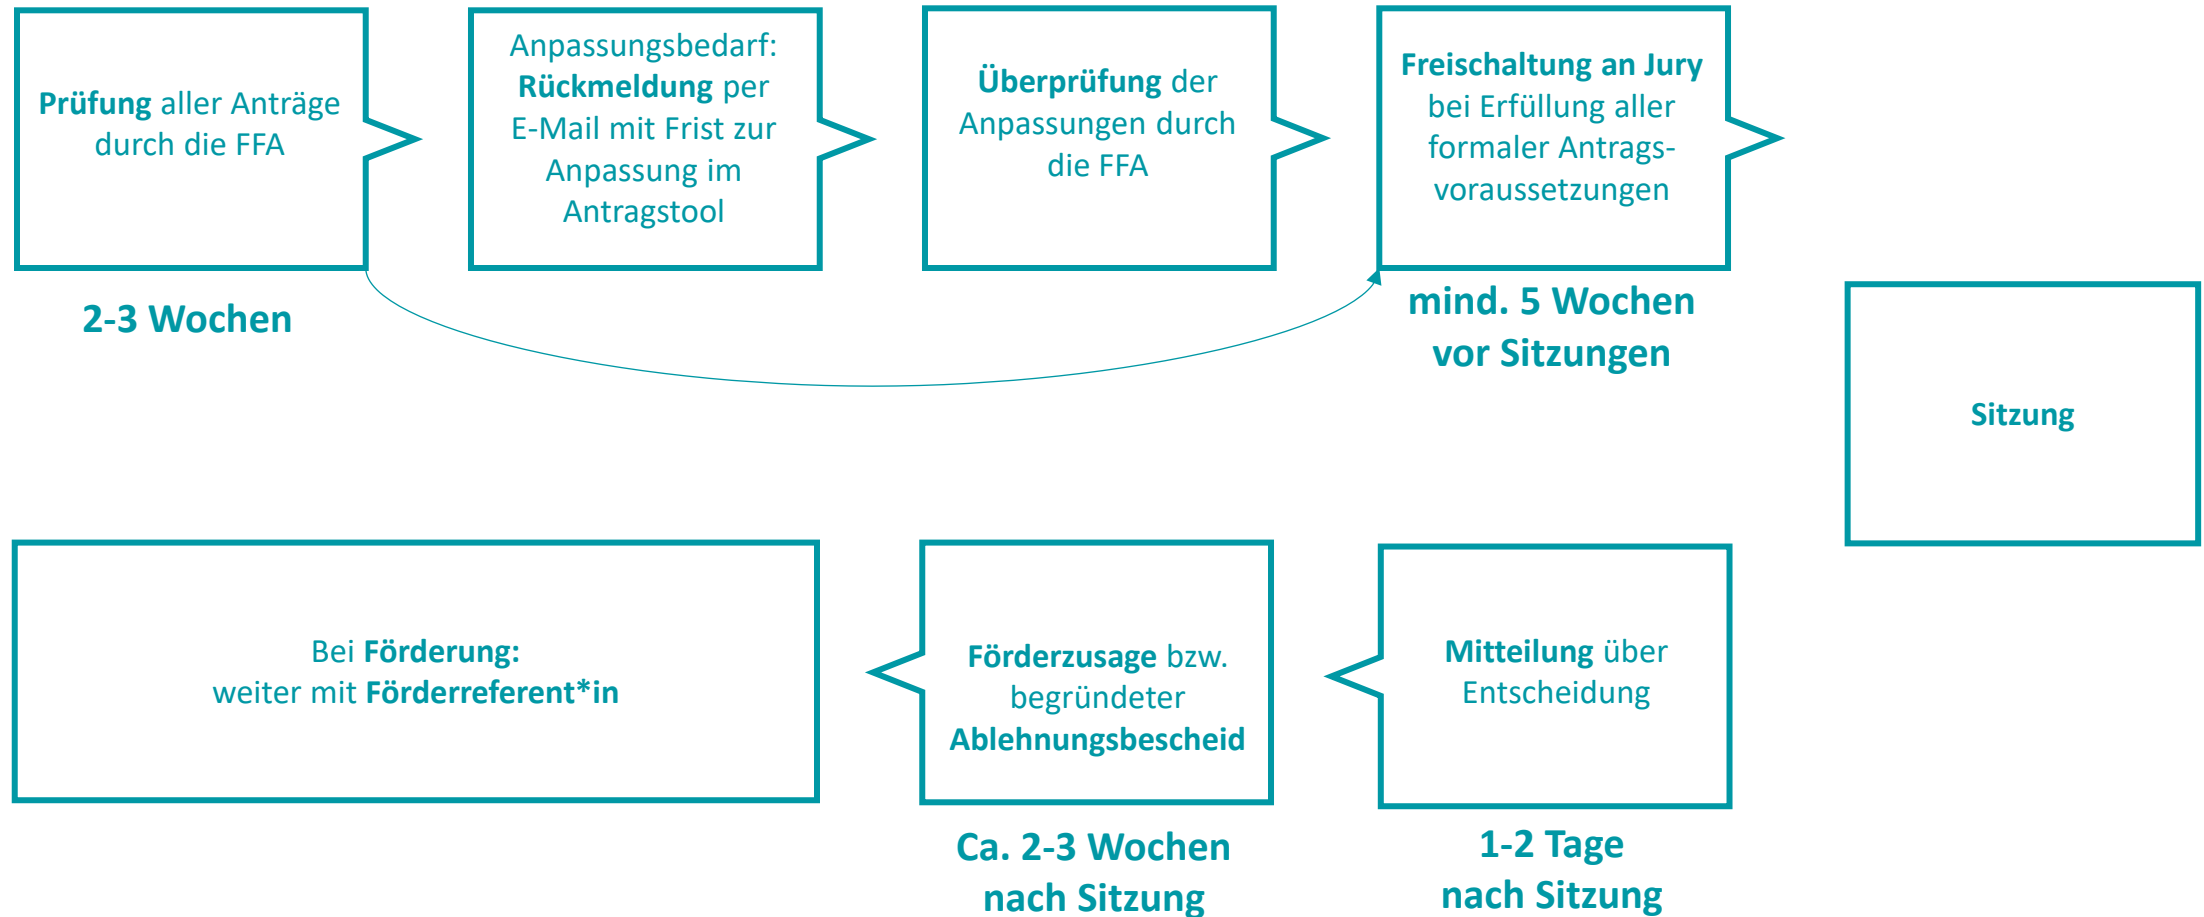 Prüfung aller Anträge
durch die FFA
2-3 Wochen
Anpassungsbedarf:
Rückmeldung per
E-Mail mit Frist zur
Anpassung im
Antragstool
Überprüfung der
Anpassungen durch
die FFA
Freischaltung an Jury
bei Erfüllung aller
formaler Antrags-
voraussetzungen
mind. 5 Wochen
vor Sitzungen
Sitzung
Mitteilung über
Entscheidung
1-2 Tage
nach Sitzung
Förderzusage bzw.
begründeter
Ablehnungsbescheid
Ca. 2-3 Wochen
nach Sitzung
Bei Förderung:
weiter mit Förderreferent*in